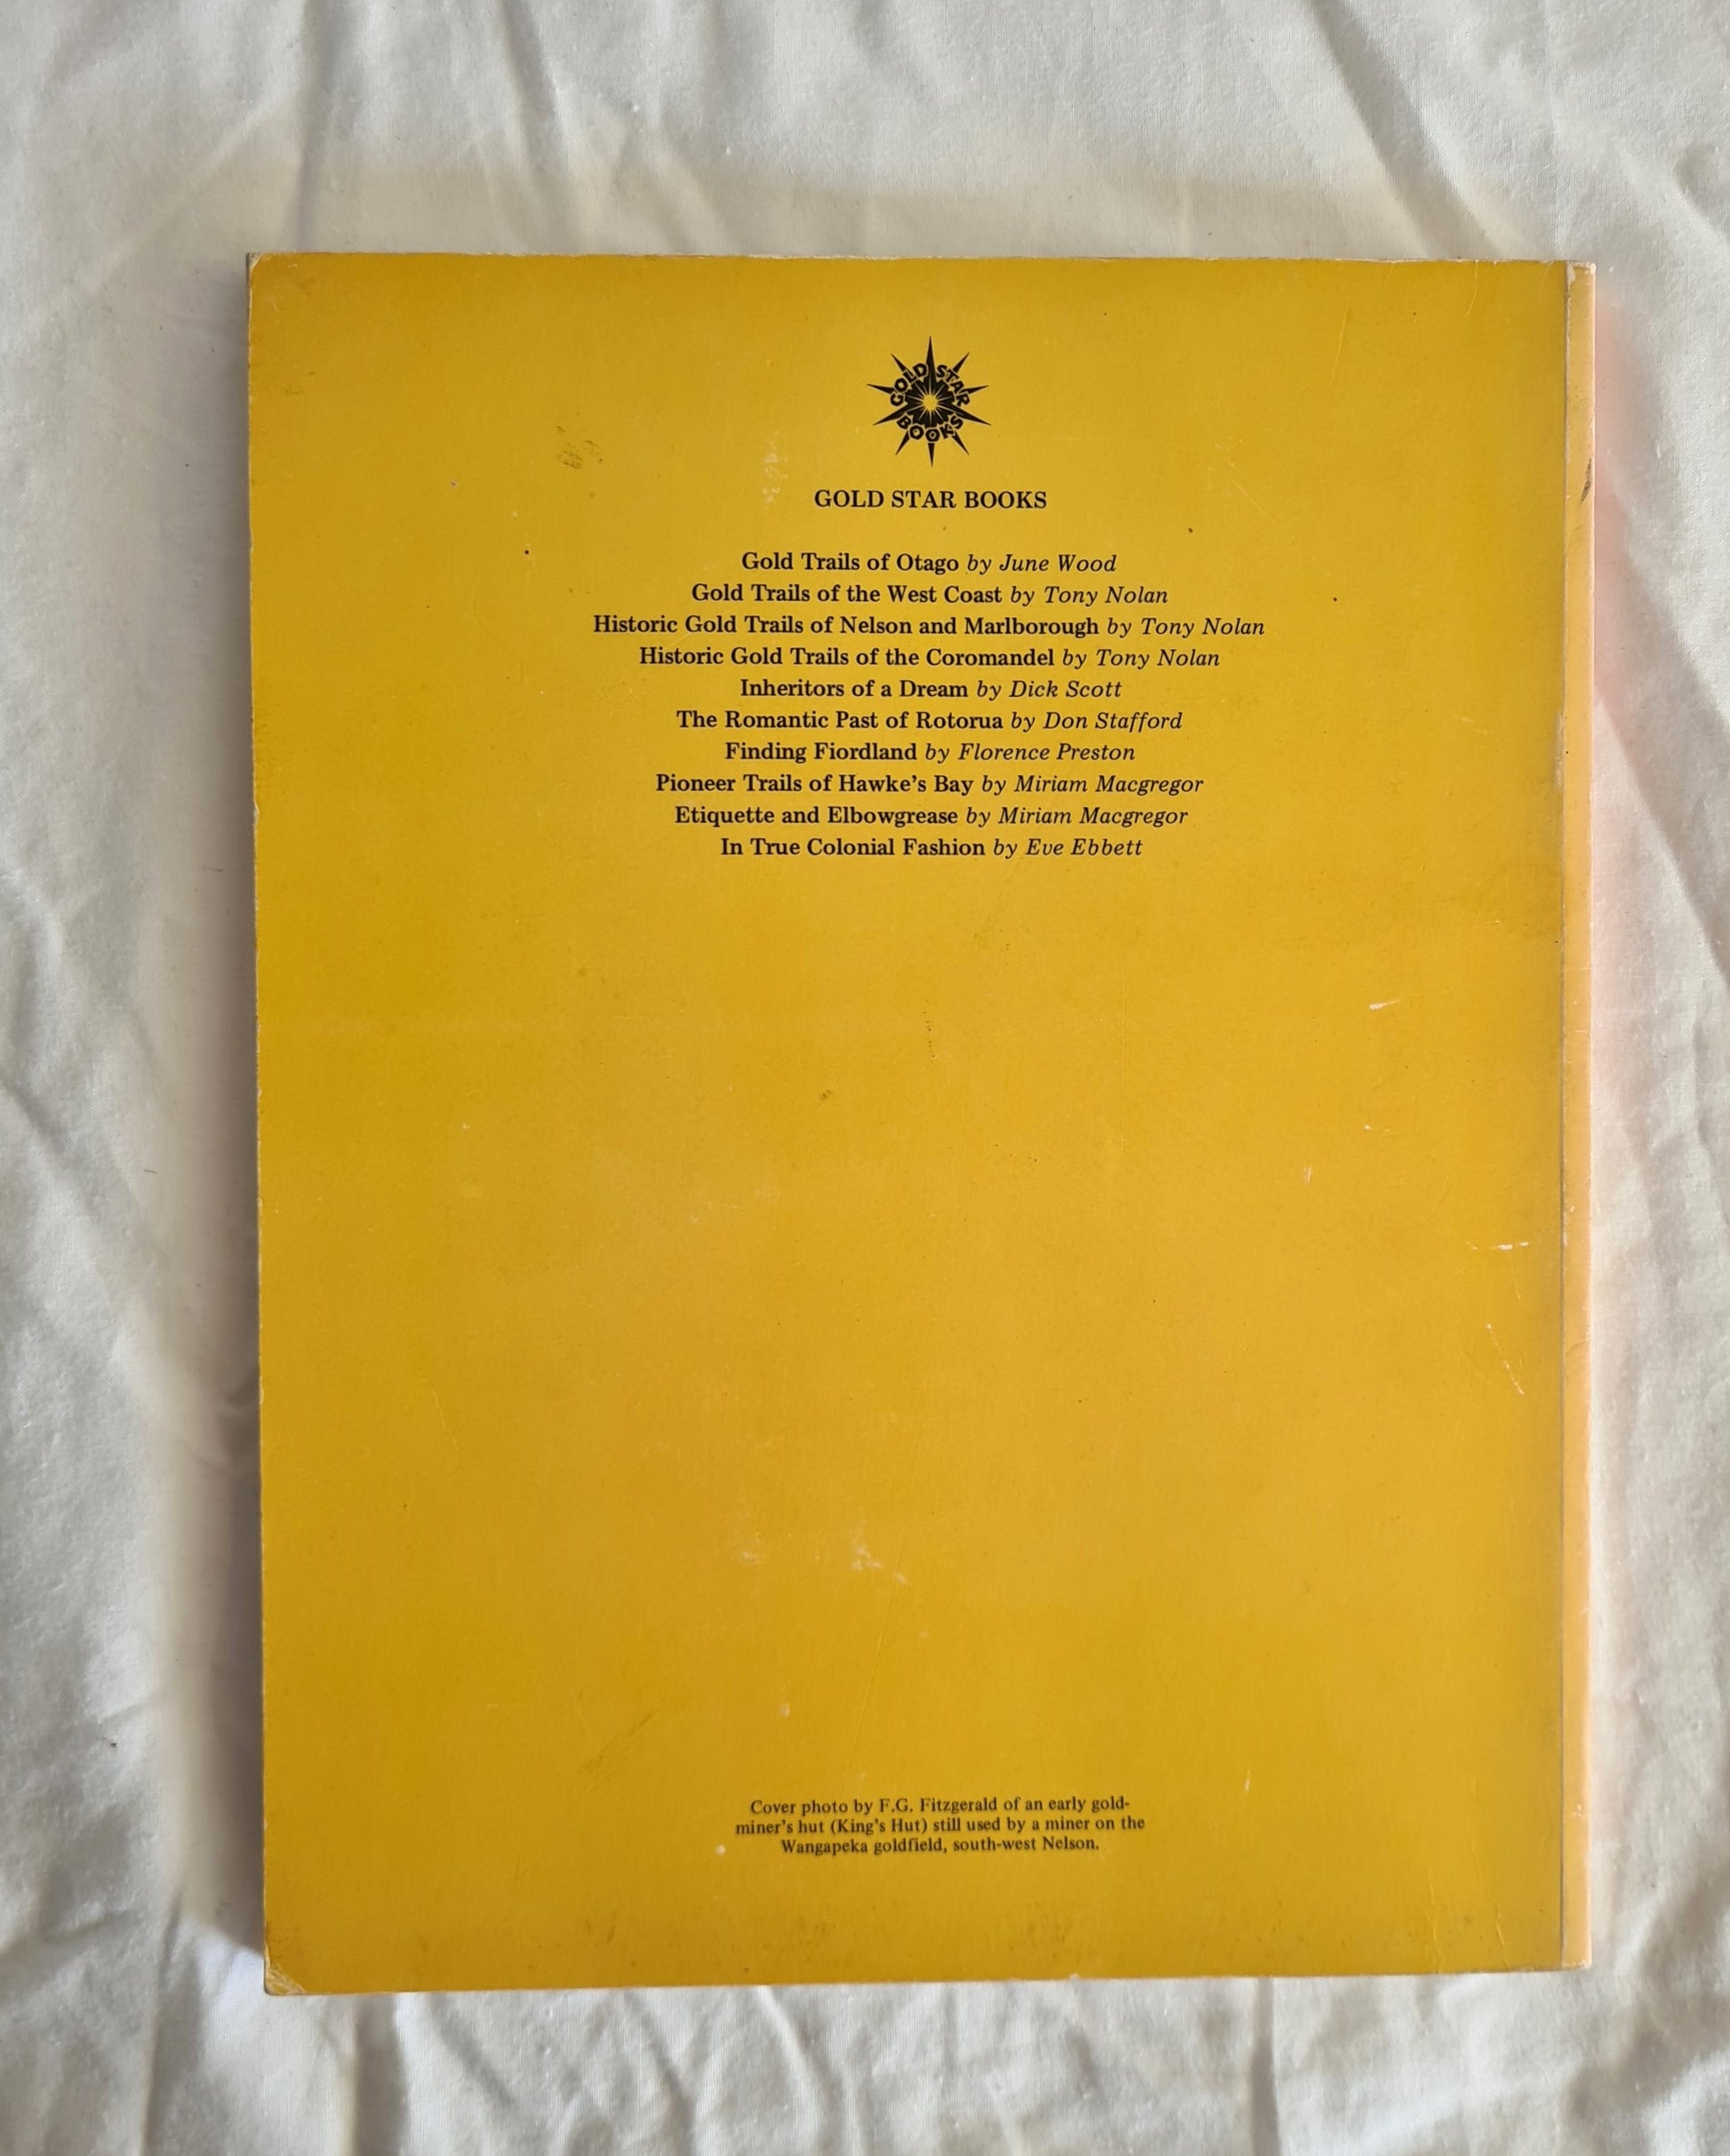 GOLD STAR
BOOKS
GOLD STAR BOOKS
Gold Trails of Otago by June Wood
Gold Trails of the West Coast by Tony Nolan
Historic Gold Trails of Nelson and Marlborough by Tony Nolan
Historic Gold Trails of the Coromandel by Tony Nolan
Inheritors of a Dream by Dick Scott
The Romantic Past of Rotorua by Don Stafford
Finding Fiordland by Florence Preston
Pioneer Trails of Hawke's Bay by Miriam Macgregor
Etiquette and Elbowgrease by Miriam Macgregor
In True Colonial Fashion by Eve Ebbett
Cover photo by F.G. Fitzgerald of an early gold-
miner's hut (King's Hut) still used by a miner on the
Wangapeka goldfield, south-west Nelson.